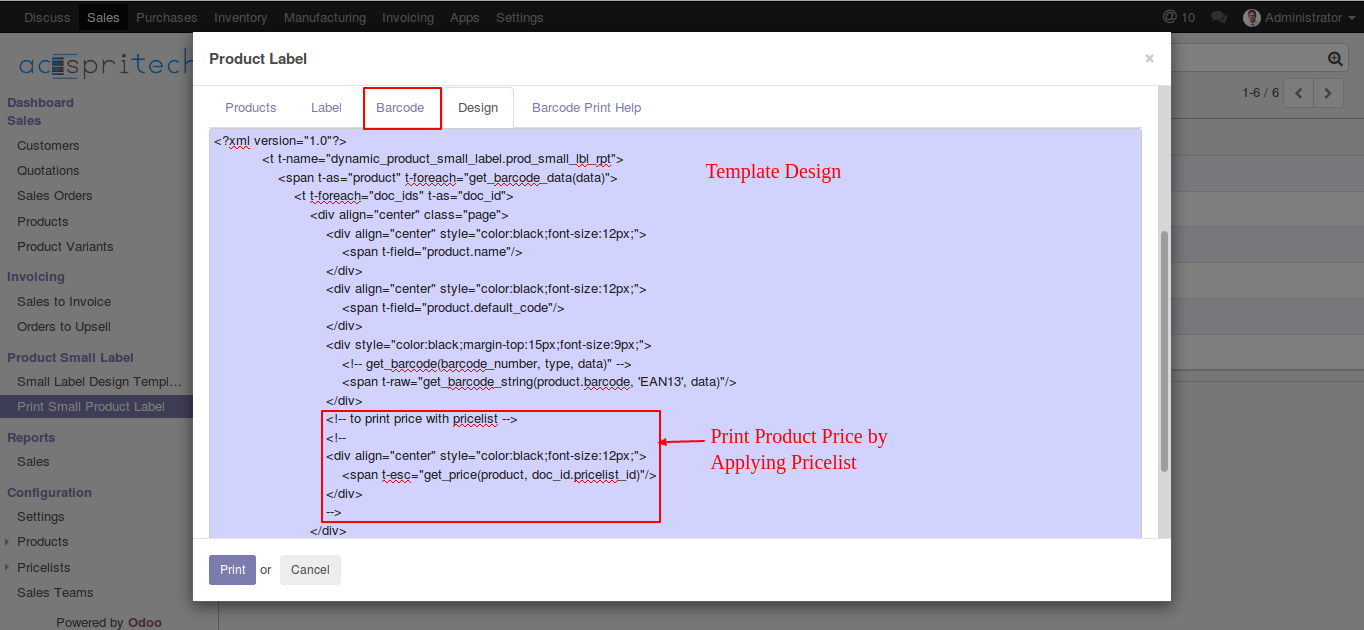 Discuss Sales Purchases Inventory Manufacturing Invoicing Apps Settings @ 10 Administrator
acespritech
Dashboard
Sales
Customers
Quotations
Sales Orders
Products
Product Variants
Invoicing
Sales to Invoice
Orders to Upsell
Product Small Label
Small Label Design Templ...
Print Small Product Label
Reports
Sales
Configuration
Settings
Products
Pricelists
Sales Teams
Powered by Odoo
1-6 / 6
Product Label ×
Products Label Barcode Design Barcode Print Help
<?xml version="1.0"?>
<t t-name="dynamic_product_small_label.prod_small_lbl_rpt">
<span t-as="product" t-foreach="get_barcode_data(data)">
<t t-foreach="doc_ids" t-as="doc_id">
<div align="center" class="page">
<div align="center" style="color:black;font-size:12px;">
<span t-field="product.name"/>
</div>
<div align="center" style="color:black;font-size:12px;">
<span t-field="product.default_code"/>
</div>
<div style="color:black;margin-top:15px;font-size:9px;">
<!-- get_barcode(barcode_number, type, data)" -->
<span t-raw="get_barcode_string(product.barcode, 'EAN13', data)"/>
</div>
<!-- to print price with pricelist -->
<!--
<div align="center" style="color:black;font-size:12px;">
<span t-esc="get_price(product, doc_id.pricelist_id)"/>
</div>
-->
</div>
Template Design
Print Product Price by
Applying Pricelist
Print or Cancel